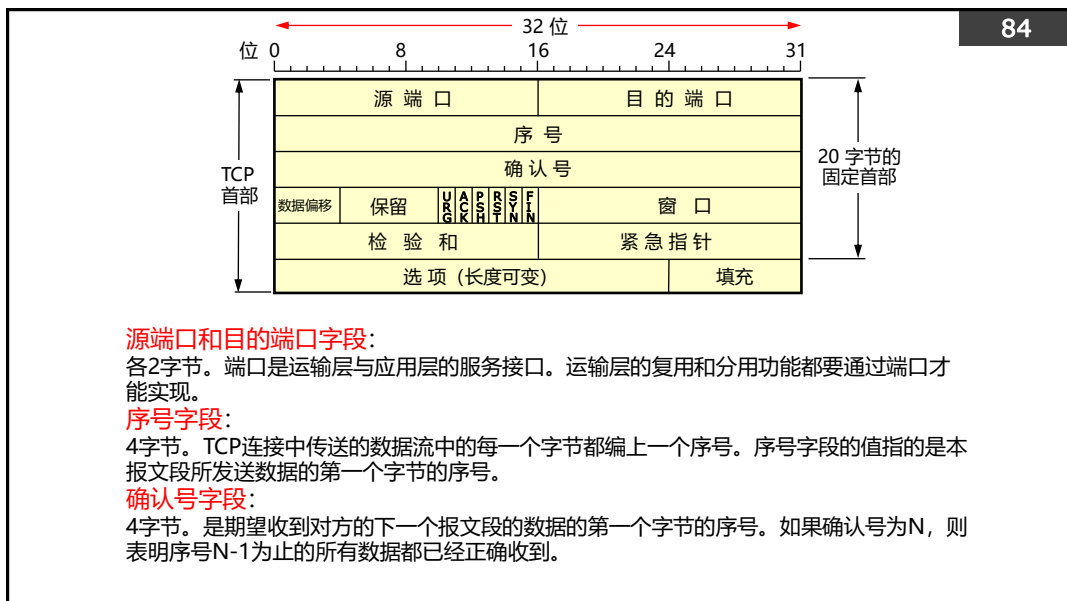 84
32 位
位 0 8 16 24 31
源 端 口 目 的 端 口
序 号
TCP
首部
确 认 号
20 字节的
固定首部
数据偏移 保留 URG ACK PSH RST SYN FIN 窗 口
检 验 和 紧 急 指 针
选 项 (长度可变) 填充
源端口和目的端口字段：
各2字节。端口是运输层与应用层的服务接口。运输层的复用和分用功能都要通过端口才
能实现。
序号字段：
4字节。TCP连接中传送的数据流中的每一个字节都编上一个序号。序号字段的值指的是本
报文段所发送数据的第一个字节的序号。
确认号字段：
4字节。是期望收到对方的下一个报文段的数据的第一个字节的序号。如果确认号为N，则
表明序号N-1为止的所有数据都已经正确收到。